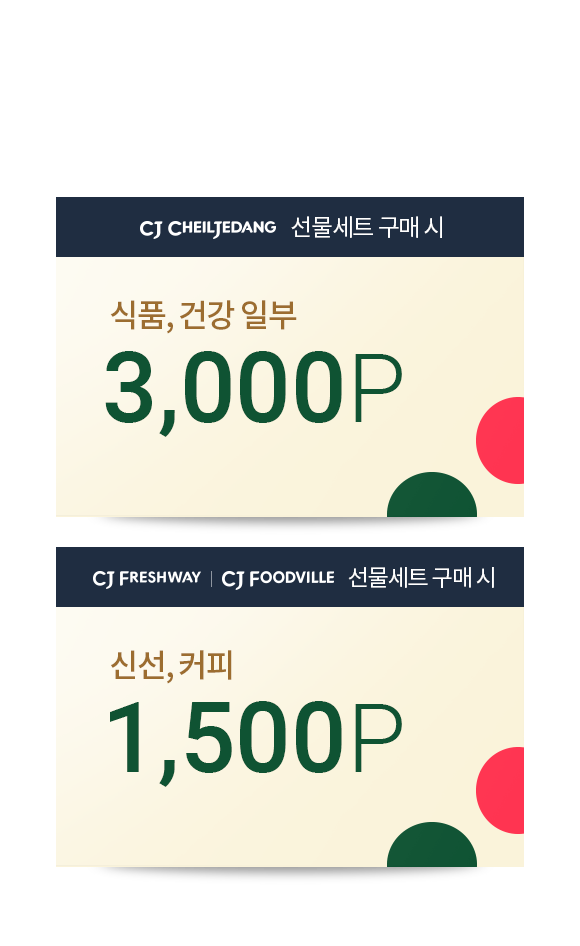 CJ CHEILJEDANG 선물세트 구매 시
식품, 건강 일부
3,000P
CJ FRESHWAY | CJ FOODVILLE 선물세트 구매 시
신선, 커피
1,500P